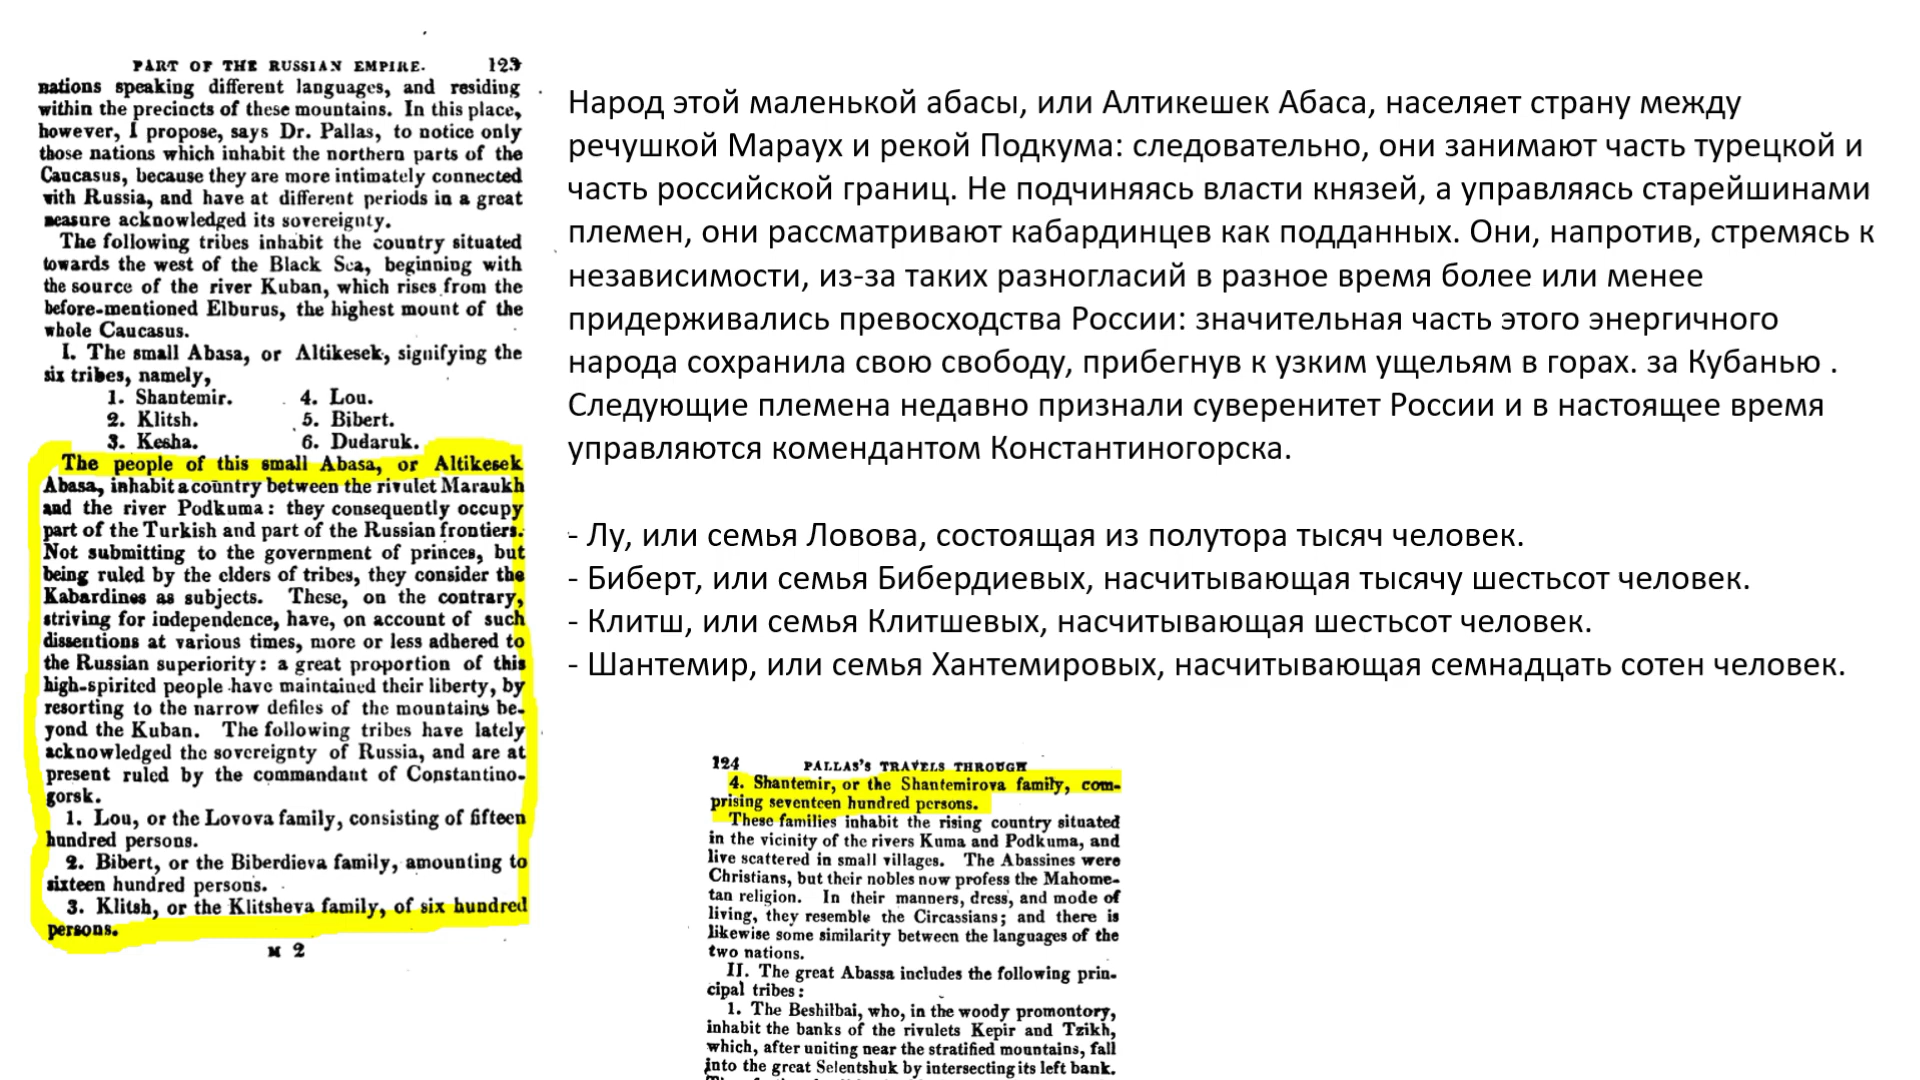 PART OF THE RUSSIAN EMPIRE. 123
nations speaking different languages, and residing
within the precincts of these mountains. In this place,
however, I propose, says Dr. Pallas, to notice only
those nations which inhabit the northern parts of the
Caucasus, because they are more intimately connected
with Russia, and have at different periods in a great
measure acknowledged its sovereignty.
The following tribes inhabit the country situated
towards the west of the Black Sea, beginning with
the source of the river Kuban, which rises from the
before-mentioned Elburus, the highest mount of the
whole Caucasus.
I. The small Abasa, or Altikesek, signifying the
six tribes, namely,
1. Shantemir. 4. Lou.
2. Klitsh. 5. Bibert.
3. Kesha. 6. Dudaruk.
The people of this small Abasa, or Altikesek
Abasa, inhabit a country between the rivulet Maraukh
and the river Podkuma: they consequently occupy
part of the Turkish and part of the Russian frontiers.
Not submitting to the government of princes, but
being ruled by the elders of tribes, they consider the
Kabardines as subjects. These, on the contrary,
striving for independence, have, on account of such
dissentions at various times, more or less adhered to
the Russian superiority: a great proportion of this
high-spirited people have maintained their liberty, by
resorting to the narrow defiles of the mountains be-
yond the Kuban. The following tribes have lately
acknowledged the sovereignty of Russia, and are at
present ruled by the commandant of Constantino-
gorsk.
1. Lou, or the Lovova family, consisting of fifteen
hundred persons.
2. Bibert, or the Biberdieva family, amounting to
sixteen hundred persons.
3. Klitsh, or the Klitsheva family, of six hundred
persons.
M 2
Народ этой маленькой абасы, или Алтикешек Абаса, населяет страну между
речушкой Мараух и рекой Подкума: следовательно, они занимают часть турецкой и
часть российской границ. Не подчиняясь власти князей, а управляясь старейшинами
племен, они рассматривают кабардинцев как подданных. Они, напротив, стремясь к
независимости, из-за таких разногласий в разное время более или менее
придерживались превосходства России: значительная часть этого энергичного
народа сохранила свою свободу, прибегнув к узким ущельям в горах. за Кубанью .
Следующие племена недавно признали суверенитет России и в настоящее время
управляются комендантом Константиногорска.
- Лу, или семья Ловова, состоящая из полутора тысяч человек.
- Биберт, или семья Бибердиевых, насчитывающая тысячу шестьсот человек.
- Клитш, или семья Клитшевых, насчитывающая шестьсот человек.
- Шантемир, или семья Хантемировых, насчитывающая семнадцать сотен человек.
124 PALLAS'S TRAVELS THROUGH
4. Shantemir, or the Shantemirova family, com-
prising seventeen hundred persons.
These families inhabit the rising country situated
in the vicinity of the rivers Kuma and Podkuma, and
live scattered in small villages. The Abassines were
Christians, but their nobles now profess the Mahome-
tan religion. In their manners, dress, and mode of
living, they resemble the Circassians; and there is
likewise some similarity between the languages of the
two nations.
II. The great Abassa includes the following prin-
cipal tribes:
1. The Beshilbai, who, in the woody promontory,
inhabit the banks of the rivulets Kepir and Tzikh,
which, after uniting near the stratified mountains, fall
into the great Selentshuk by intersecting its left bank.